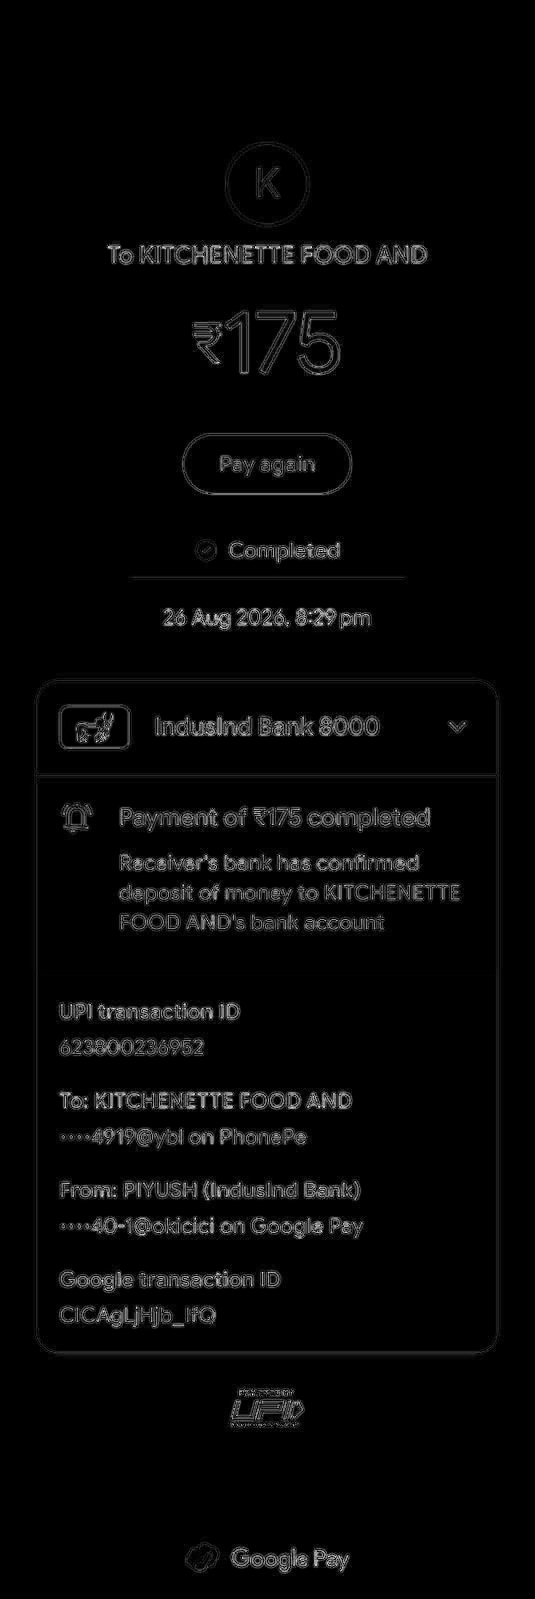 K
To KITCHENETTE FOOD AND
₹175
Pay again
Completed
26 Aug 2026, 8:29 pm
IndusInd Bank 8000
Payment of ₹175 completed
Receiver's bank has confirmed
deposit of money to KITCHENETTE
FOOD AND's bank account
UPI transaction ID
623800236952
To: KITCHENETTE FOOD AND
····4919@ybl on PhonePe
From: PIYUSH (IndusInd Bank)
····40-1@okicici on Google Pay
Google transaction ID
CICAgLjHjb_IfQ
POWERED BY
UPI
Google Pay